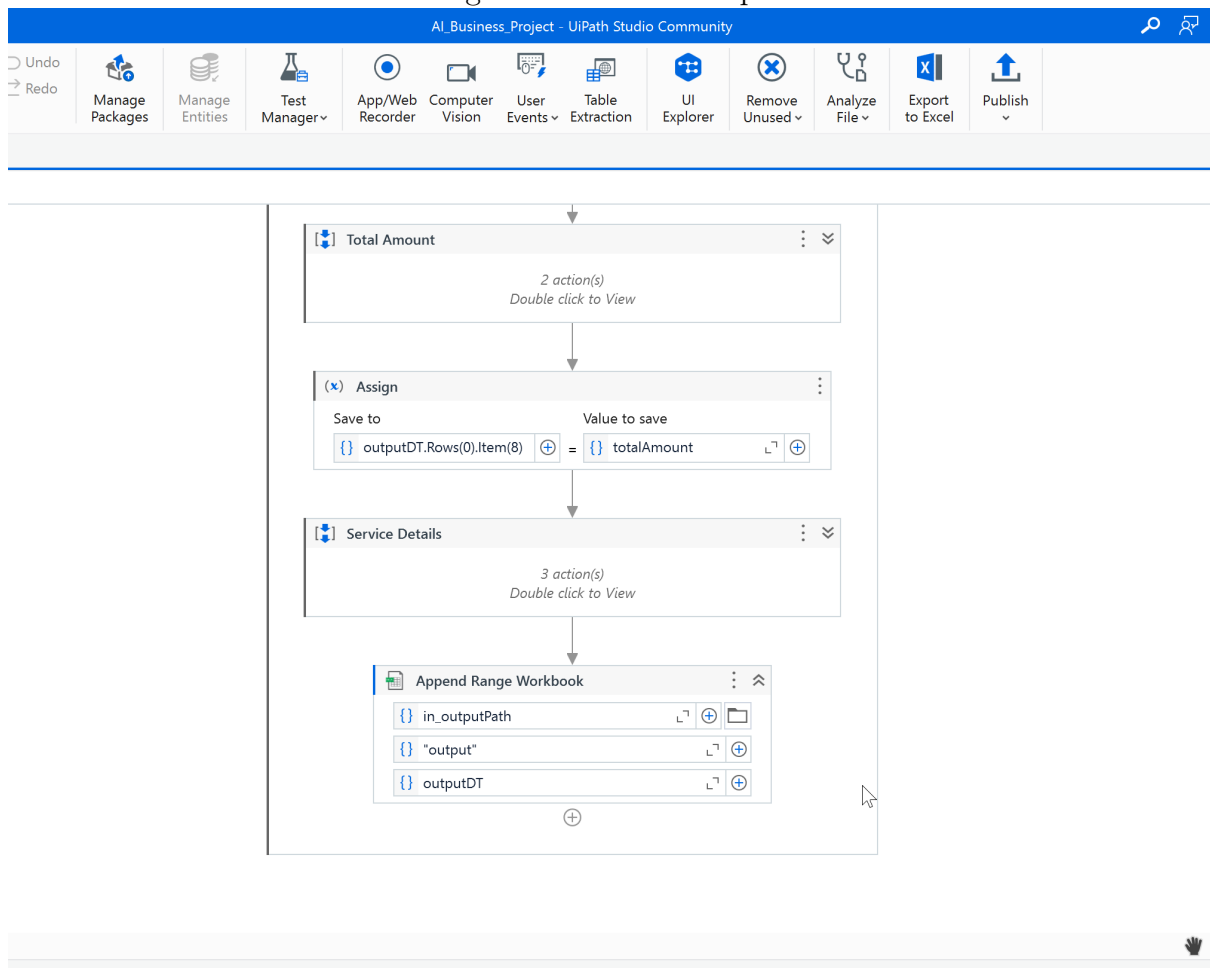 AI_Business_Project - UiPath Studio Community
Undo
Redo
Manage
Packages
Manage
Entities
Test
Manager
App/Web
Recorder
Computer
Vision
User
Events
Table
Extraction
UI
Explorer
Remove
Unused
Analyze
File
Export
to Excel
Publish
Total Amount
2 action(s)
Double click to View
Assign
Save to
Value to save
outputDT.Rows(0).Item(8)
=
totalAmount
Service Details
3 action(s)
Double click to View
Append Range Workbook
in_outputPath
"output"
outputDT